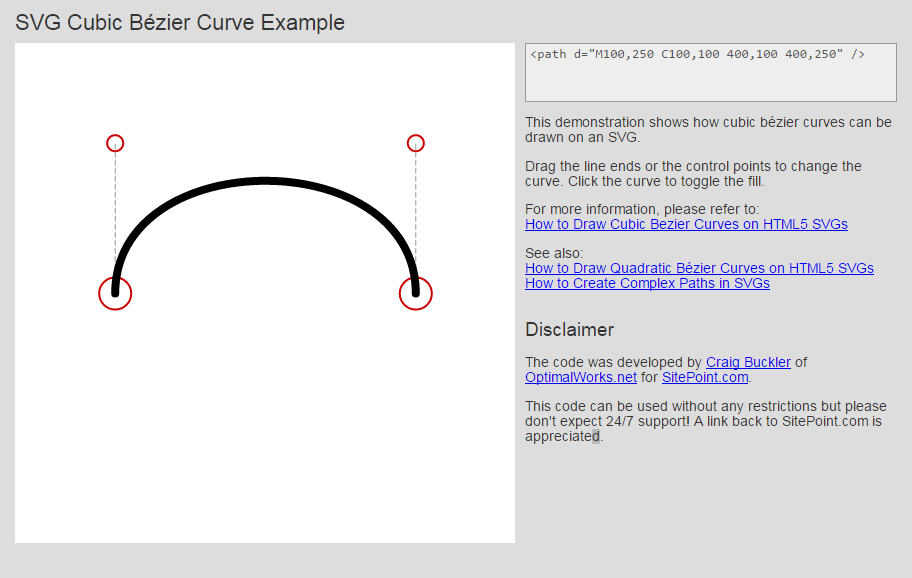 SVG Cubic Bézier Curve Example
<path d="M100,250 C100,100 400,100 400,250" />
This demonstration shows how cubic bézier curves can be
drawn on an SVG.
Drag the line ends or the control points to change the
curve. Click the curve to toggle the fill.
For more information, please refer to:
How to Draw Cubic Bezier Curves on HTML5 SVGs
See also:
How to Draw Quadratic Bézier Curves on HTML5 SVGs
How to Create Complex Paths in SVGs
Disclaimer
The code was developed by Craig Buckler of
OptimalWorks.net for SitePoint.com.
This code can be used without any restrictions but please
don't expect 24/7 support! A link back to SitePoint.com is
appreciated.